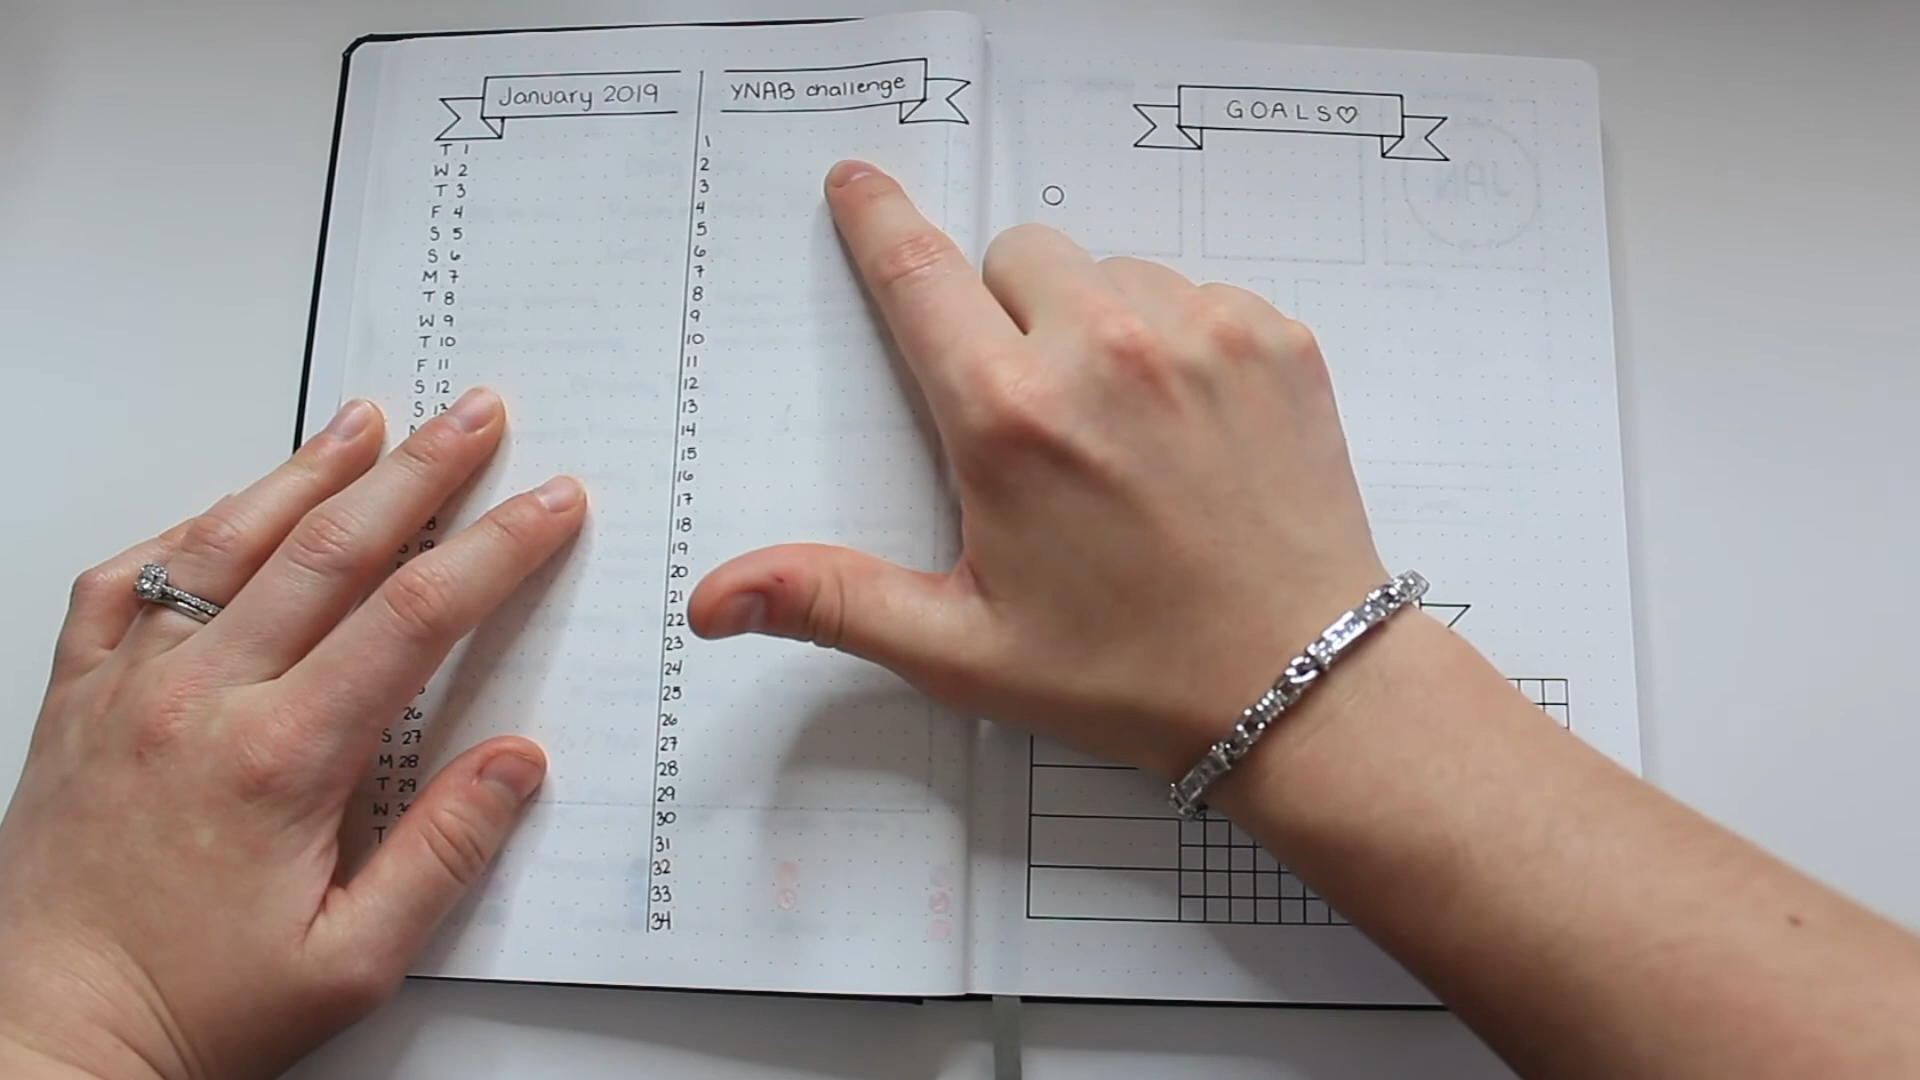 January 2019
T 1
W 2
T 3
F 4
S 5
S 6
M 7
T 8
W 9
T 10
F 11
S 12
S 13
19
26
S 27
M 28
T 29
W
T
YNAB challenge
1
2
3
4
5
6
7
8
9
10
11
12
13
14
15
16
17
18
19
20
21
22
23
24
25
26
27
28
29
30
31
32
33
34
GOALS♡